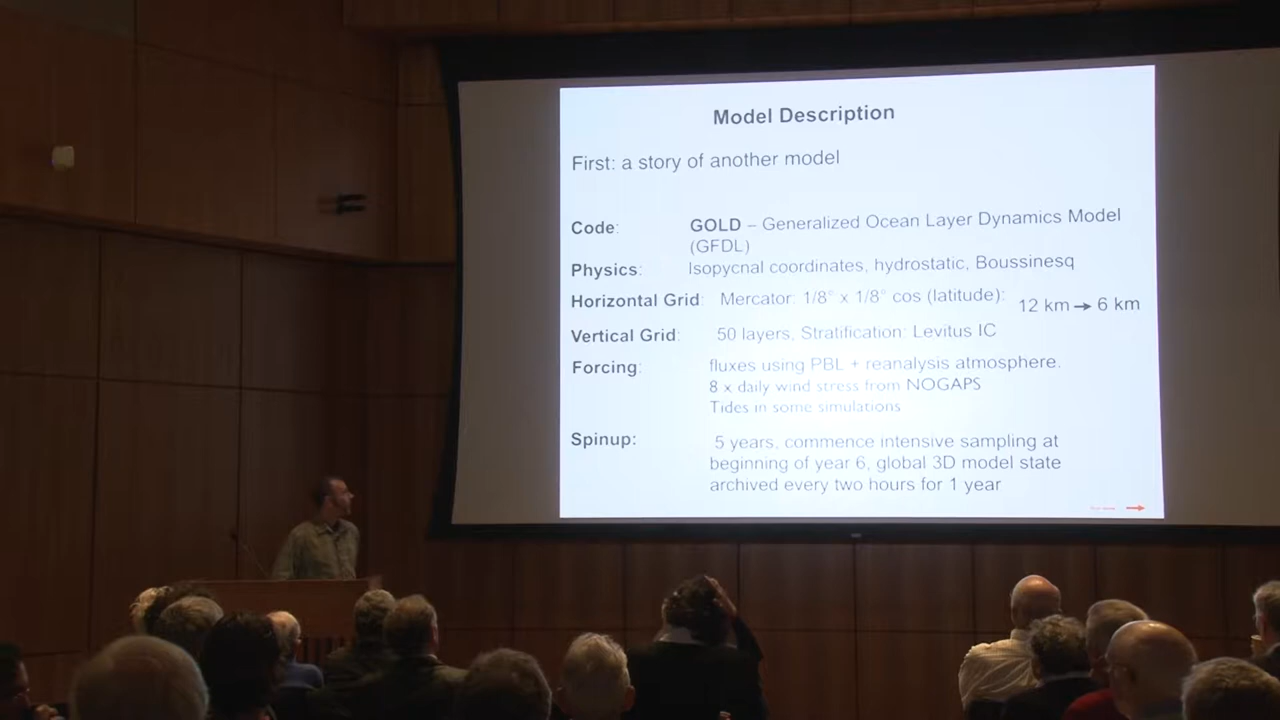 Model Description
First: a story of another model
Code: GOLD – Generalized Ocean Layer Dynamics Model
(GFDL)
Physics: Isopycnal coordinates, hydrostatic, Boussinesq
Horizontal Grid: Mercator: 1/8° x 1/8° cos (latitude): 12 km → 6 km
Vertical Grid: 50 layers, Stratification: Levitus IC
Forcing: fluxes using PBL + reanalysis atmosphere.
8 x daily wind stress from NOGAPS
Tides in some simulations
Spinup: 5 years, commence intensive sampling at
beginning of year 6, global 3D model state
archived every two hours for 1 year